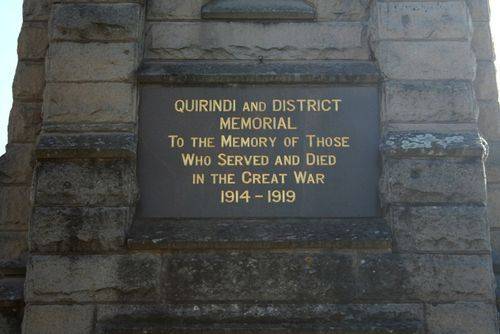 QUIRINDI AND DISTRICT
MEMORIAL
TO THE MEMORY OF THOSE
WHO SERVED AND DIED
IN THE GREAT WAR
1914 - 1919